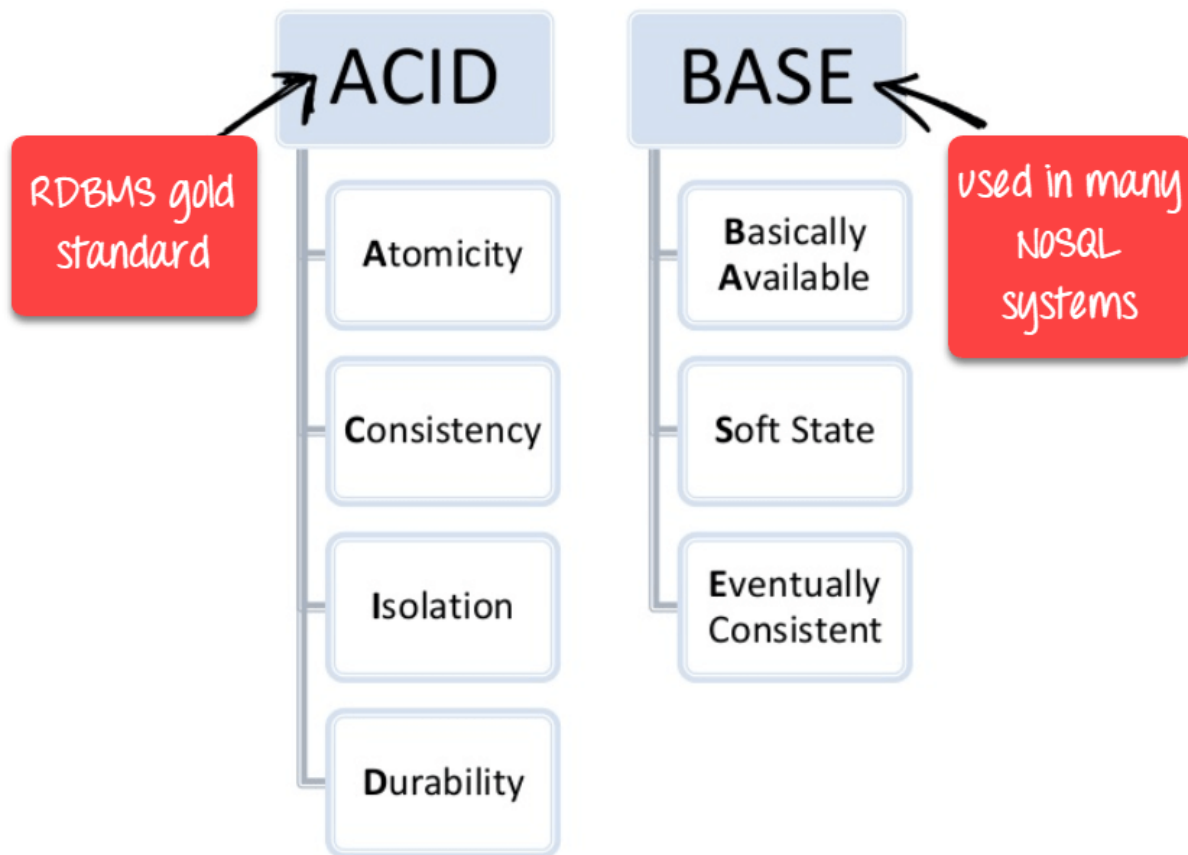 ACID
BASE
RDBMS gold
standard
used in many
NOSQL
systems
Atomicity
Consistency
Isolation
Durability
Basically
Available
Soft State
Eventually
Consistent